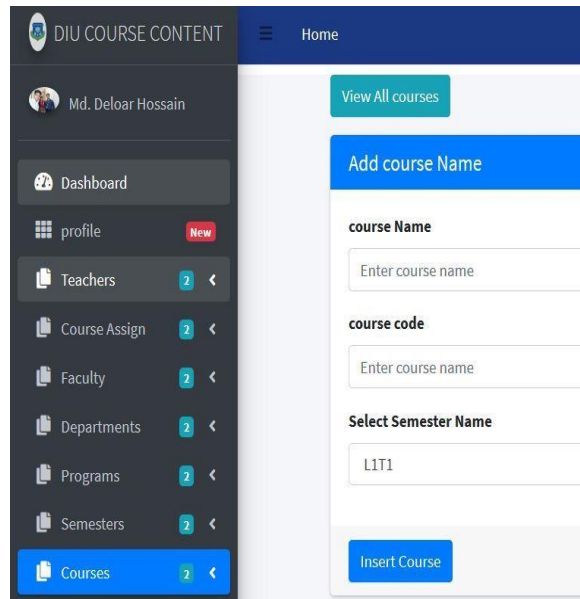 DIU COURSE CONTENT
Home
Md. Deloar Hossain
Dashboard
profile New
Teachers 2
Course Assign 2
Faculty 2
Departments 2
Programs 2
Semesters 2
Courses 2
View All courses
Add course Name
course Name
Enter course name
course code
Enter course name
Select Semester Name
L1T1
Insert Course